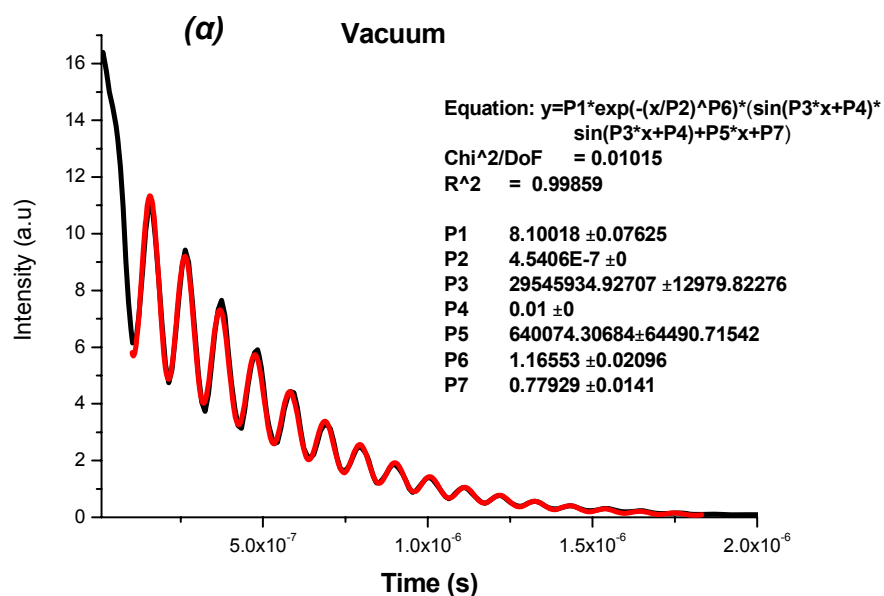 (α) Vacuum
Equation: y=P1*exp(-(x/P2)^P6)*(sin(P3*x+P4)*
sin(P3*x+P4)+P5*x+P7)
Chi^2/DoF = 0.01015
R^2 = 0.99859
P1 8.10018 ±0.07625
P2 4.5406E-7 ±0
P3 29545934.92707 ±12979.82276
P4 0.01 ±0
P5 640074.30684±64490.71542
P6 1.16553 ±0.02096
P7 0.77929 ±0.0141
Intensity (a.u)
16
14
12
10
8
6
4
2
0
5.0x10⁻⁷ 1.0x10⁻⁶ 1.5x10⁻⁶ 2.0x10⁻⁶
Time (s)